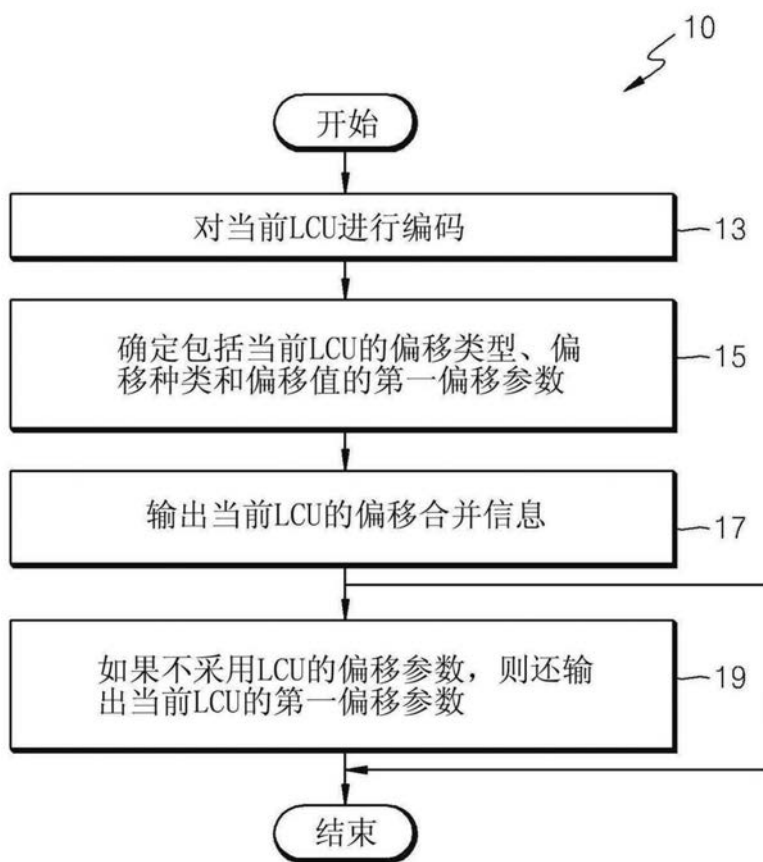 10
开始
对当前LCU进行编码
13
确定包括当前LCU的偏移类型、偏
移种类和偏移值的第一偏移参数
15
输出当前LCU的偏移合并信息
17
如果不采用LCU的偏移参数，则还输
出当前LCU的第一偏移参数
19
结束